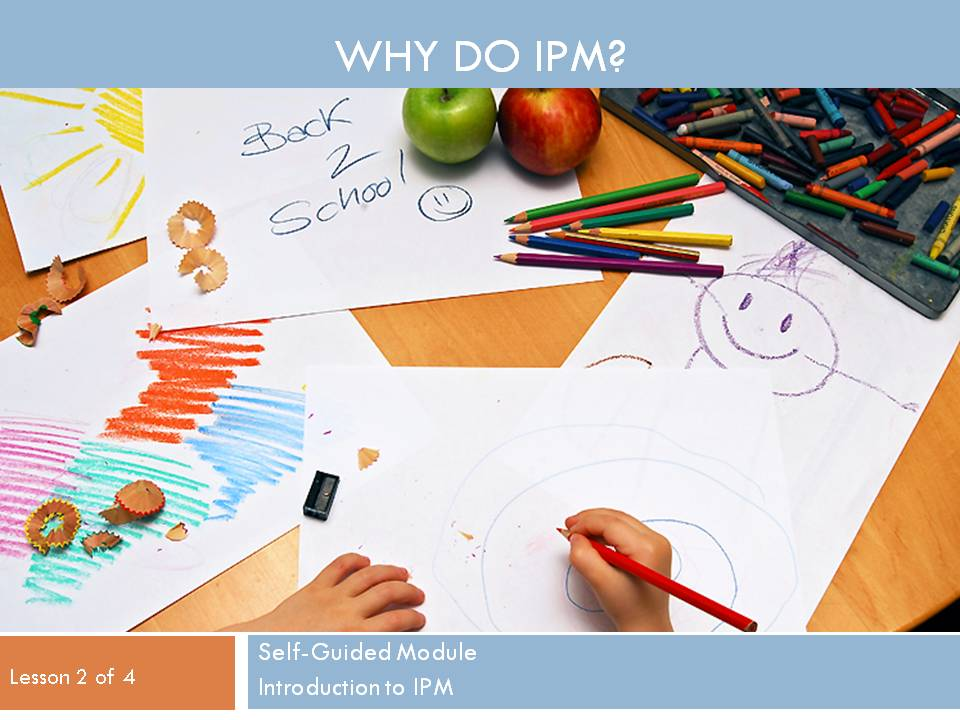 WHY DO IPM?
Back
2
School
Lesson 2 of 4
Self-Guided Module
Introduction to IPM